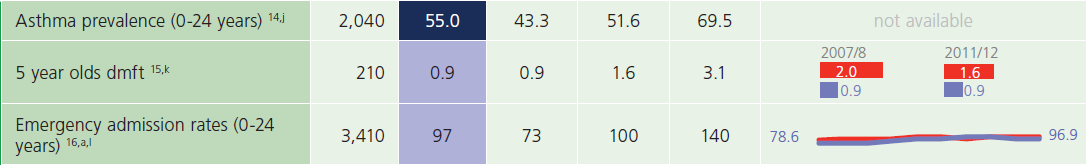 Asthma prevalence (0-24 years) 14,j 2,040 55.0 43.3 51.6 69.5 not available
5 year olds dmft 15,k 210 0.9 0.9 1.6 3.1
2007/8 2011/12
2.0 1.6
0.9 0.9
Emergency admission rates (0-24
years) 16,a,l 3,410 97 73 100 140 78.6 96.9